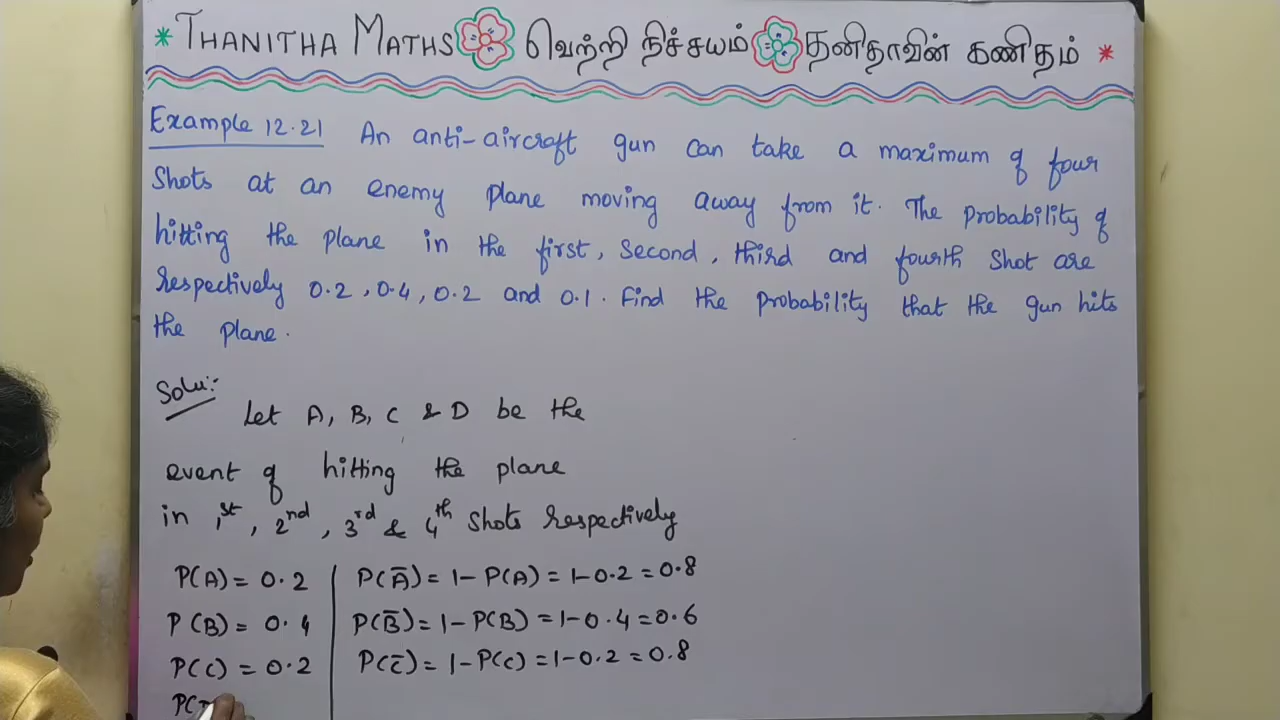 * THANITHA MATHS வெற்றி நிச்சயம் தனிதாவின் கணிதம் *
Example 12.21 An anti-aircraft gun can take a maximum of four
Shots at an enemy plane moving away from it. The probability of
hitting the plane in the first, second, third and fourth shot are
respectively 0.2, 0.4, 0.2 and 0.1. Find the probability that the gun hits
the plane.
Solu:-
Let A, B, C & D be the
event of hitting the plane
in 1st, 2nd, 3rd & 4th shots respectively
P(A) = 0.2 P(A̅) = 1 - P(A) = 1 - 0.2 = 0.8
P(B) = 0.4 P(B̅) = 1 - P(B) = 1 - 0.4 = 0.6
P(C) = 0.2 P(C̅) = 1 - P(C) = 1 - 0.2 = 0.8